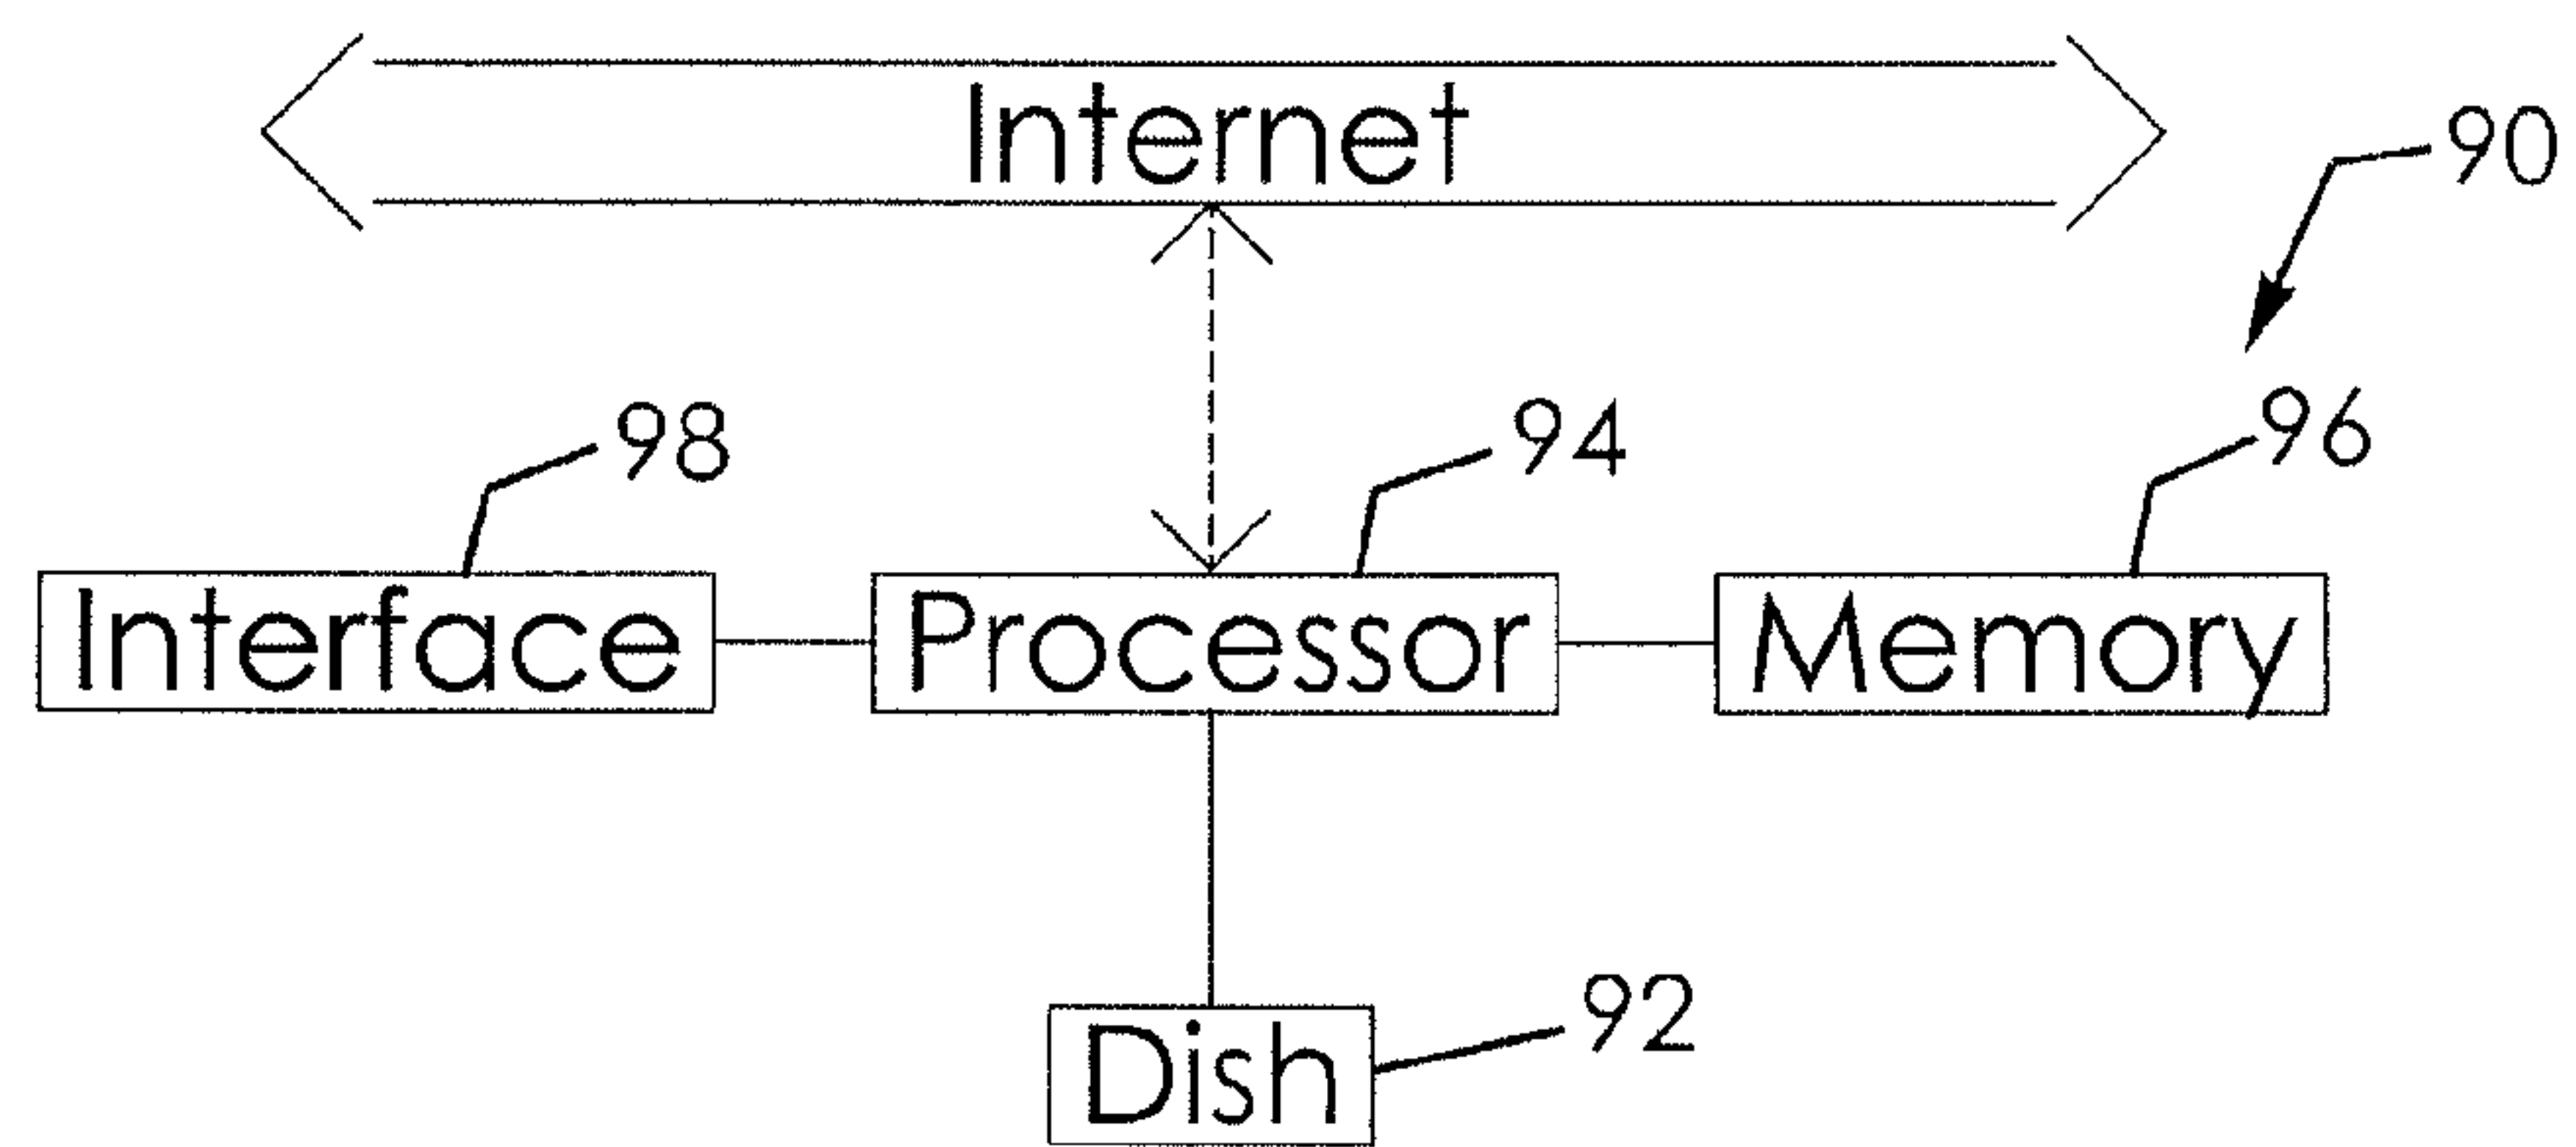 Internet
90
98
94
96
Interface
Processor
Memory
92
Dish